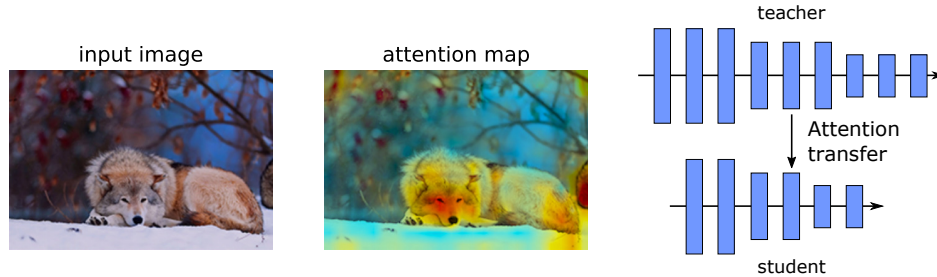 input image
attention map
teacher
Attention
transfer
student